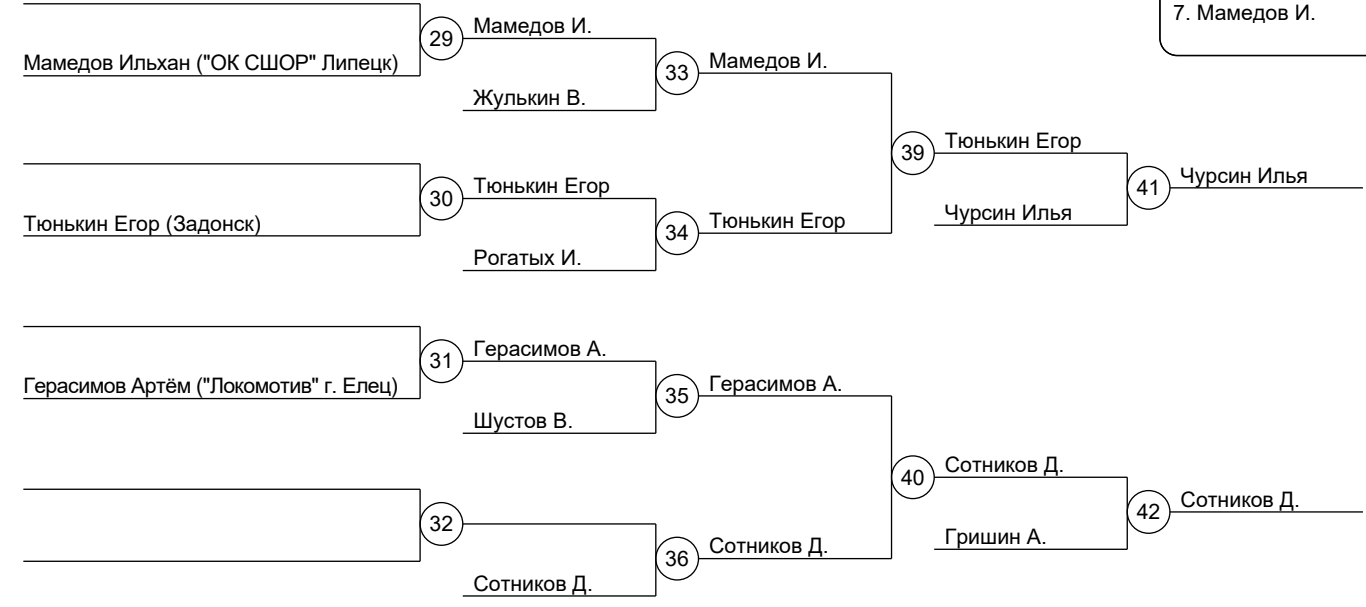 7. Мамедов И.
29
Мамедов И.
Мамедов Ильхан ("ОК СШОР" Липецк)
33
Мамедов И.
Жулькин В.
39
Тюнькин Егор
30
Тюнькин Егор
41
Чурсин Илья
Тюнькин Егор (Задонск)
34
Тюнькин Егор
Чурсин Илья
Рогатых И.
31
Герасимов А.
Герасимов Артём ("Локомотив" г. Елец)
35
Герасимов А.
Шустов В.
40
Сотников Д.
32
42
Сотников Д.
36
Сотников Д.
Гришин А.
Сотников Д.